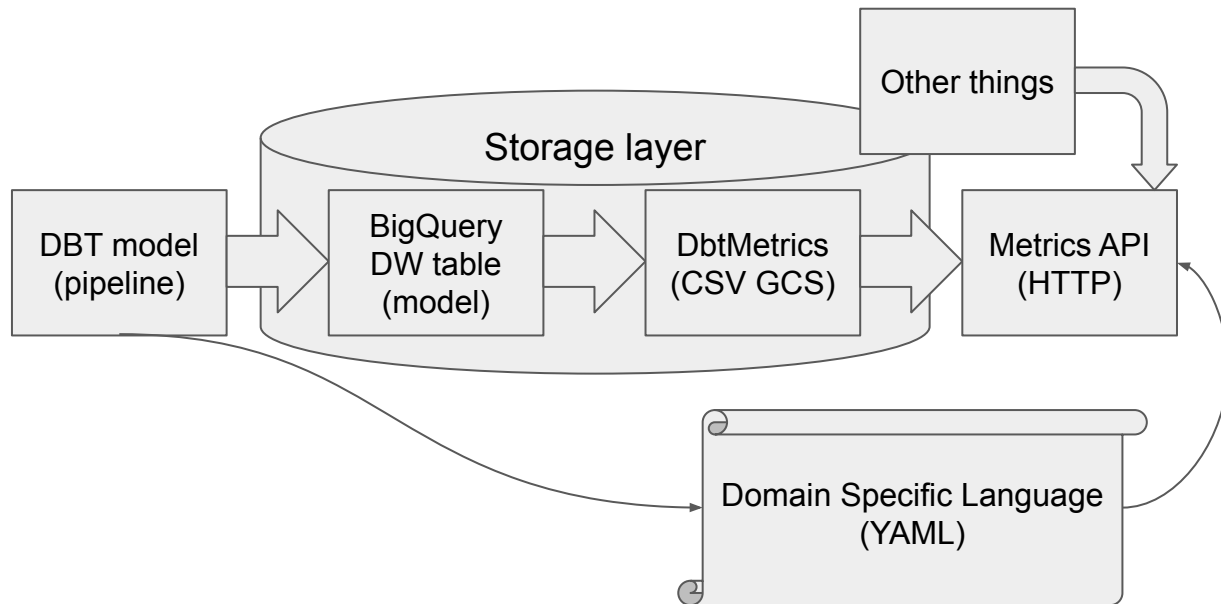 Other things
Storage layer
DBT model
(pipeline)
BigQuery
DW table
(model)
DbtMetrics
(CSV GCS)
Metrics API
(HTTP)
Domain Specific Language
(YAML)